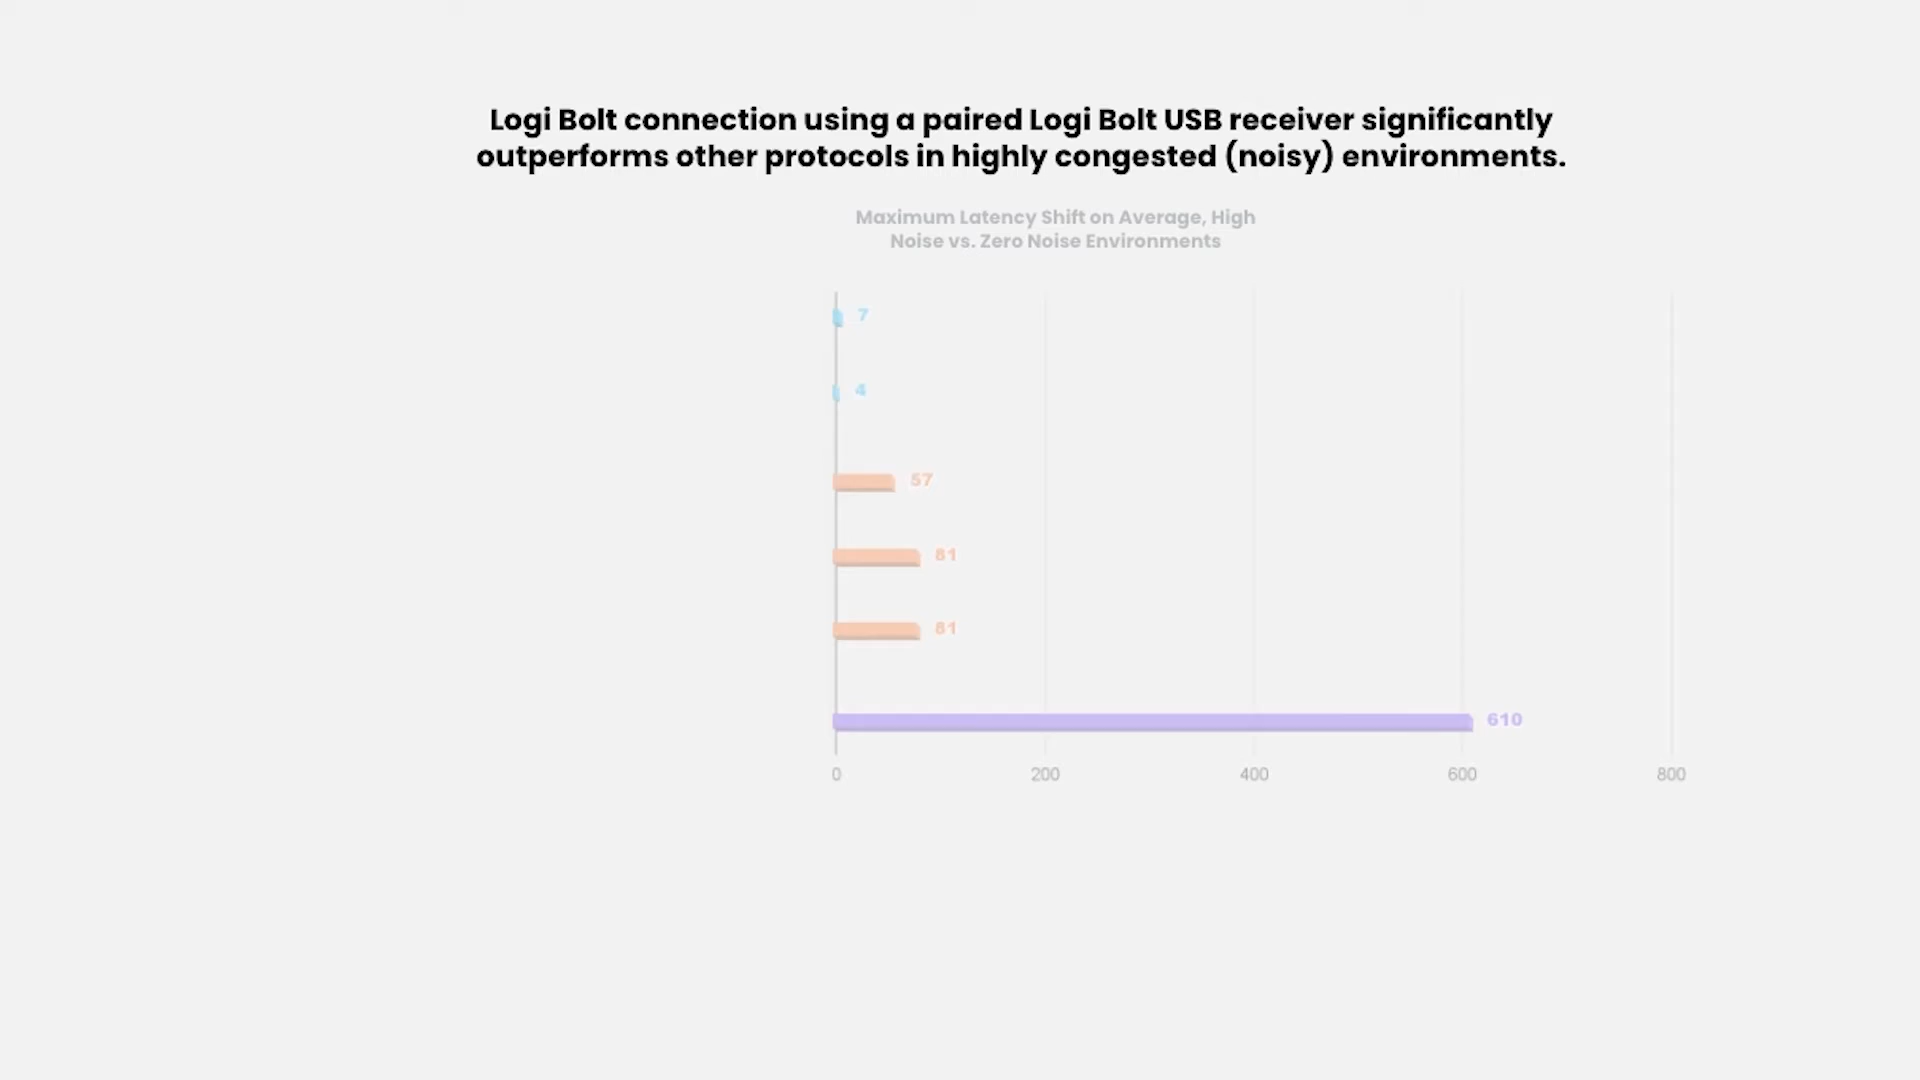 Logi Bolt connection using a paired Logi Bolt USB receiver significantly
outperforms other protocols in highly congested (noisy) environments.
Maximum Latency Shift on Average, High
Noise vs. Zero Noise Environments
7
4
57
81
81
610
0 200 400 600 800